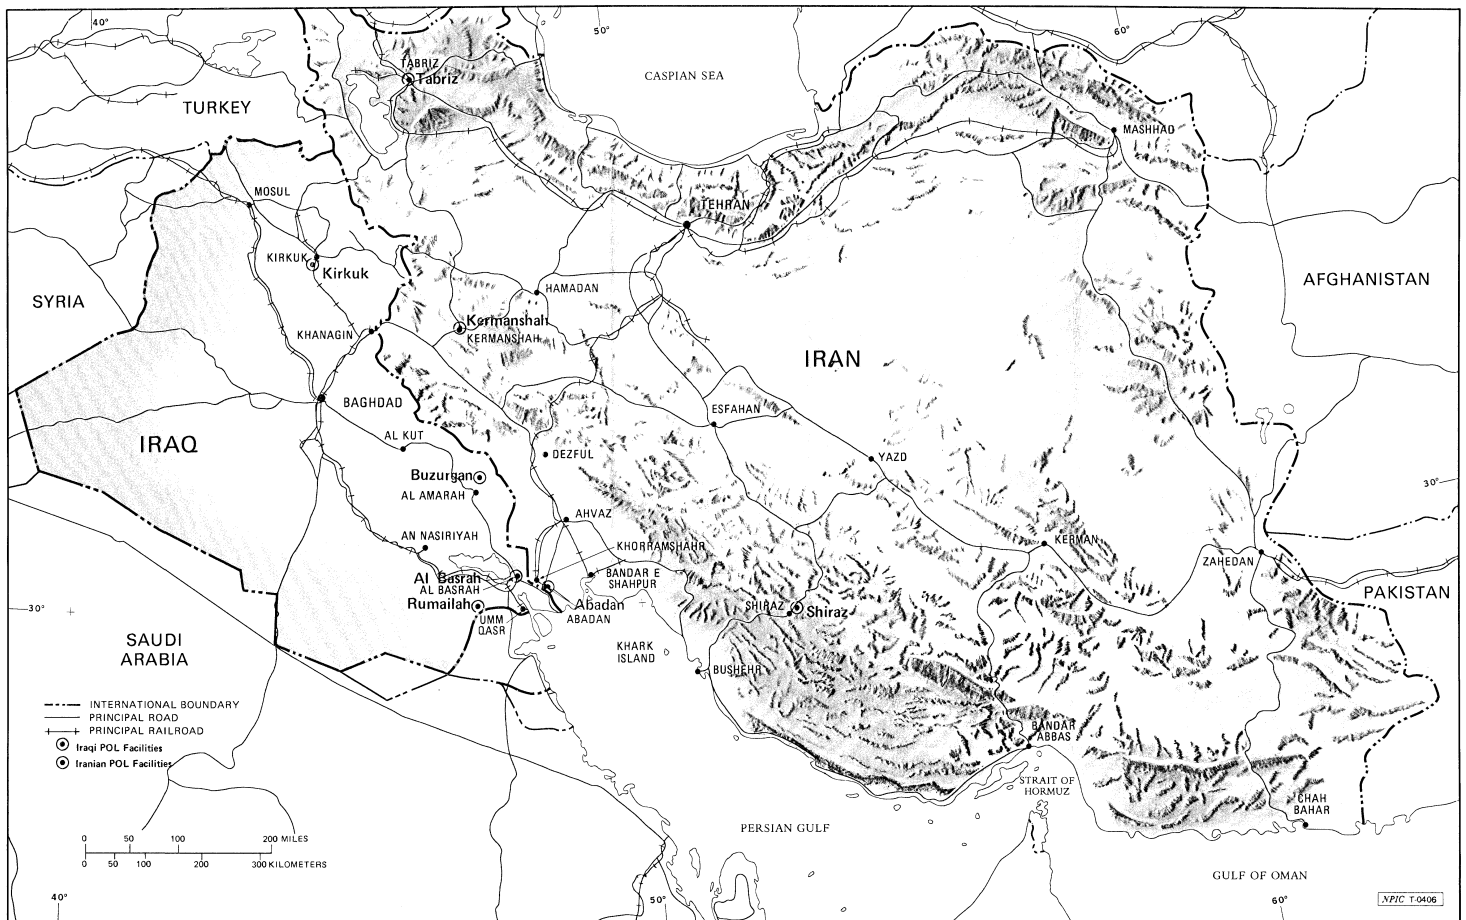 40°
50°
60°
TABRIZ
Tabriz
CASPIAN SEA
TURKEY
MASHHAD
MOSUL
TEHRAN
KIRKUK
Kirkuk
AFGHANISTAN
SYRIA
HAMADAN
Kermanshah
KERMANSHAH
KHANAGIN
IRAN
BAGHDAD
ESFAHAN
IRAQ
AL KUT
DEZFUL
YAZD
Buzurgan
AL AMARAH
30°
AHVAZ
AN NASIRIYAH
KHORRAMSHAHR
KERMAN
ZAHEDAN
Al Basrah
AL BASRAH
BANDAR E
SHAHPUR
PAKISTAN
Rumailah
Abadan
ABADAN
SHIRAZ
Shiraz
30°
UMM
QASR
SAUDI
ARABIA
KHARK
ISLAND
BUSHEHR
INTERNATIONAL BOUNDARY
PRINCIPAL ROAD
PRINCIPAL RAILROAD
Iraqi POL Facilities
Iranian POL Facilities
BANDAR
ABBAS
STRAIT OF
HORMUZ
CHAH
BAHAR
PERSIAN GULF
0 50 100 200 MILES
0 50 100 200 300 KILOMETERS
GULF OF OMAN
40°
50°
60°
NPIC T-0406